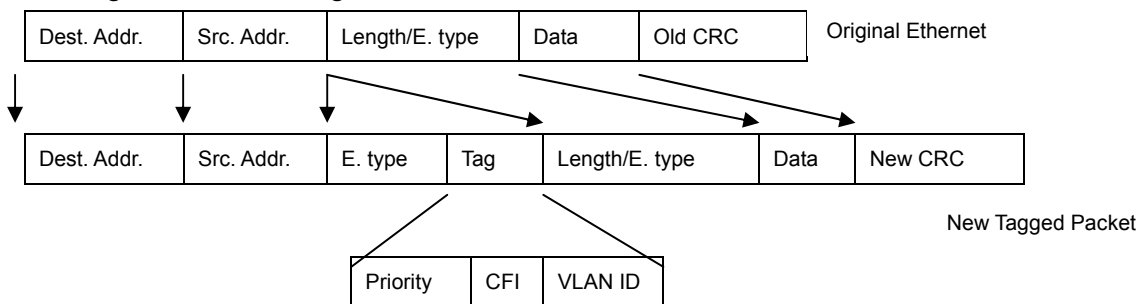 Dest. Addr. Src. Addr. Length/E. type Data Old CRC Original Ethernet
Dest. Addr. Src. Addr. E. type Tag Length/E. type Data New CRC
New Tagged Packet
Priority CFI VLAN ID